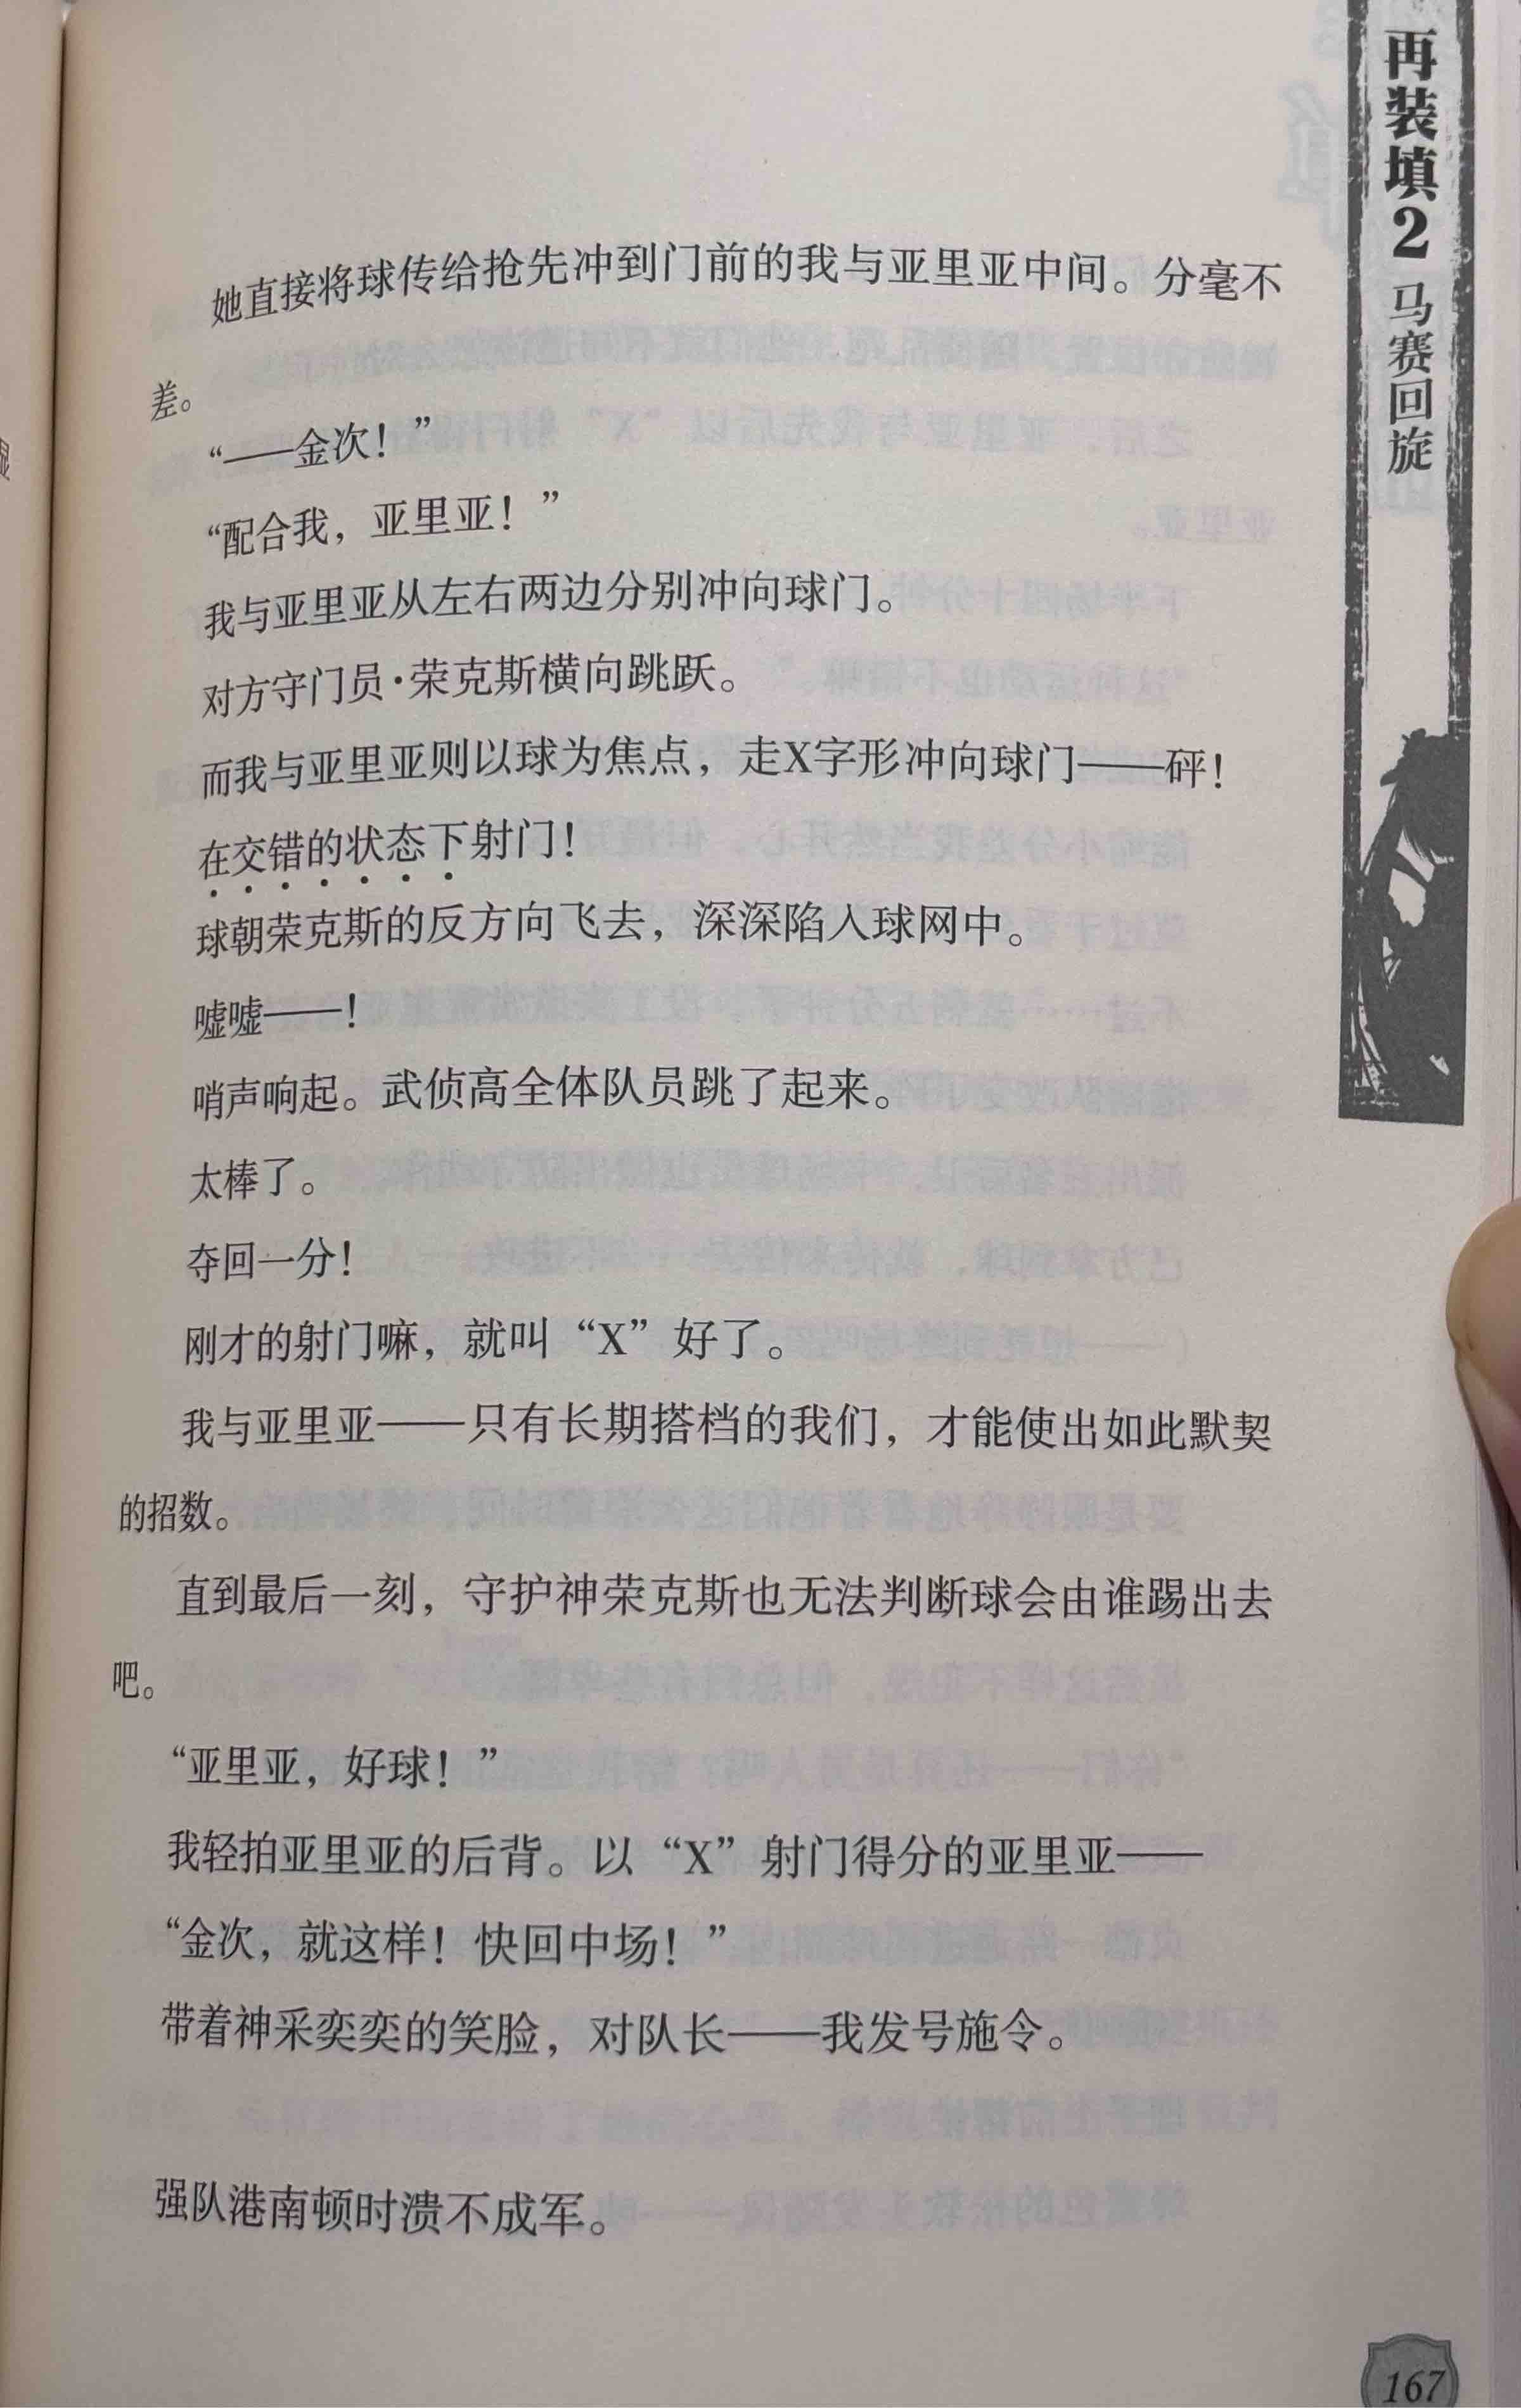 再装填2 马赛回旋
她直接将球传给抢先冲到门前的我与亚里亚中间。分毫不
差。
“——金次！”
“配合我，亚里亚！”
我与亚里亚从左右两边分别冲向球门。
对方守门员·荣克斯横向跳跃。
而我与亚里亚则以球为焦点，走X字形冲向球门——砰！
在交错的状态下射门！
球朝荣克斯的反方向飞去，深深陷入球网中。
嘘嘘——！
哨声响起。武侦高全体队员跳了起来。
太棒了。
夺回一分！
刚才的射门嘛，就叫“X”好了。
我与亚里亚——只有长期搭档的我们，才能使出如此默契
的招数。
直到最后一刻，守护神荣克斯也无法判断球会由谁踢出去
吧。
“亚里亚，好球！”
我轻拍亚里亚的后背。以“X”射门得分的亚里亚——
“金次，就这样！快回中场！”
带着神采奕奕的笑脸，对队长——我发号施令。
强队港南顿时溃不成军。
167